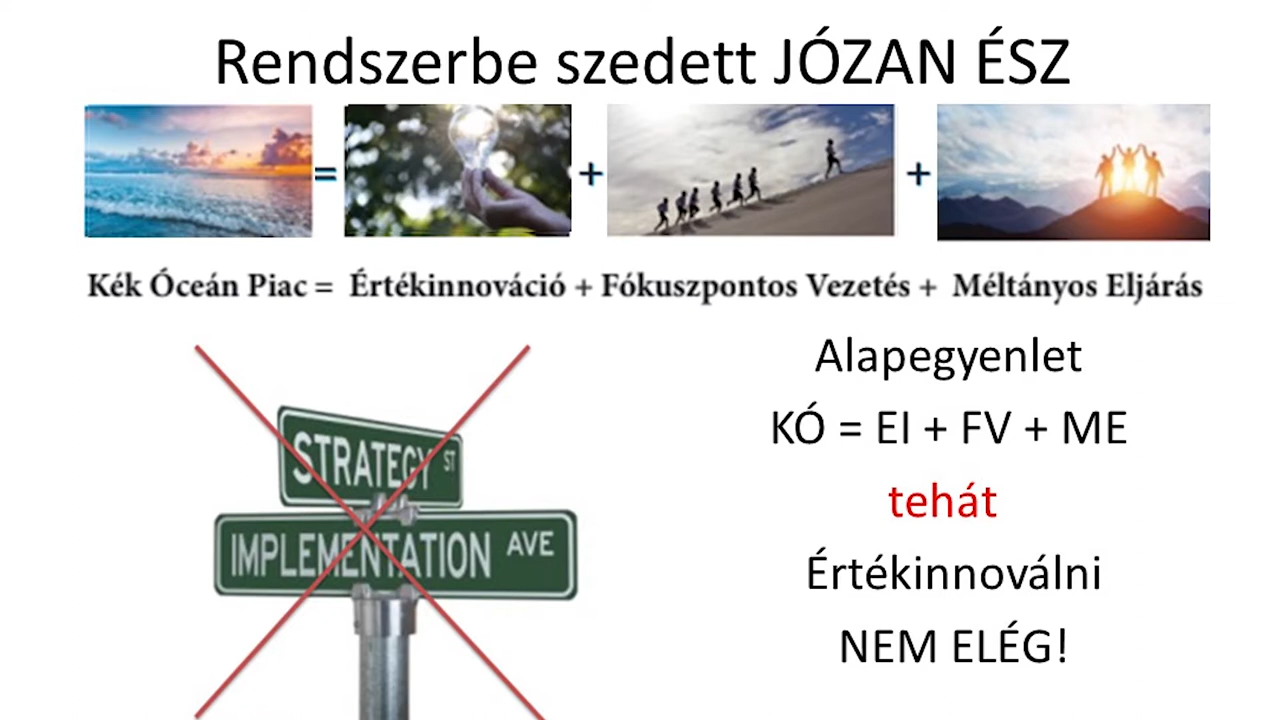 Rendszerbe szedett JÓZAN ÉSZ
= + +
Kék Óceán Piac = Értékinnováció + Fókuszpontos Vezetés + Méltányos Eljárás
Alapegyenlet
KÓ = EI + FV + ME
tehát
Értékinnoválni
NEM ELÉG!
STRATEGY ST
IMPLEMENTATION AVE